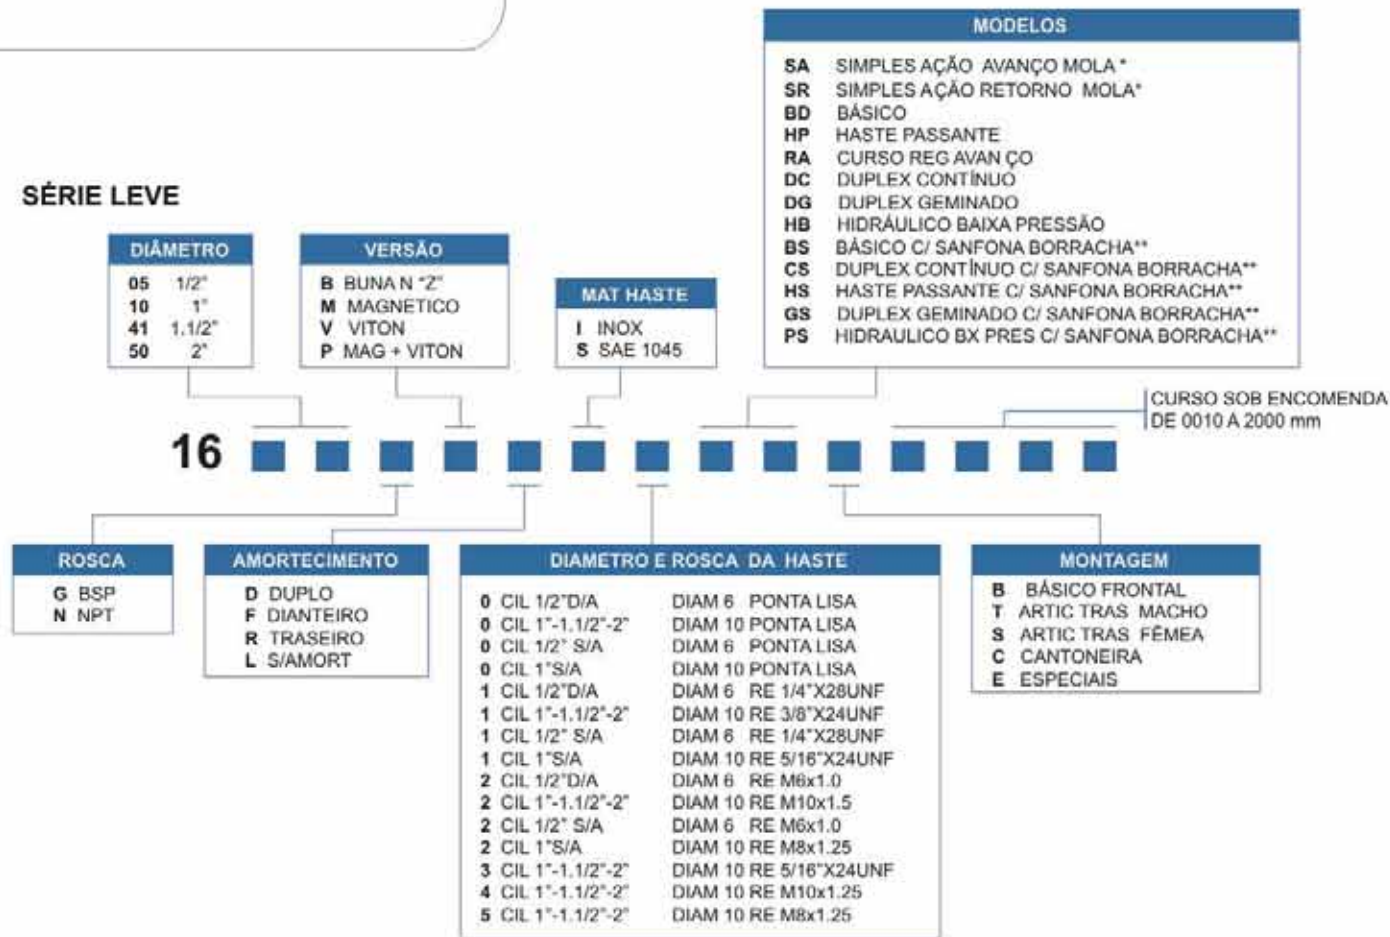 MODELOS
SA SIMPLES AÇÃO AVANÇO MOLA *
SR SIMPLES AÇÃO RETORNO MOLA*
BD BÁSICO
HP HASTE PASSANTE
RA CURSO REG AVAN ÇO
DC DUPLEX CONTÍNUO
DG DUPLEX GEMINADO
HB HIDRÁULICO BAIXA PRESSÃO
BS BÁSICO C/ SANFONA BORRACHA**
CS DUPLEX CONTÍNUO C/ SANFONA BORRACHA**
HS HASTE PASSANTE C/ SANFONA BORRACHA**
GS DUPLEX GEMINADO C/ SANFONA BORRACHA**
PS HIDRAULICO BX PRES C/ SANFONA BORRACHA**
SÉRIE LEVE
DIÂMETRO
05 1/2"
10 1"
41 1.1/2"
50 2"
VERSÃO
B BUNA N "Z"
M MAGNETICO
V VITON
P MAG + VITON
MAT HASTE
I INOX
S SAE 1045
CURSO SOB ENCOMENDA
DE 0010 A 2000 mm
16
ROSCA
G BSP
N NPT
AMORTECIMENTO
D DUPLO
F DIANTEIRO
R TRASEIRO
L S/AMORT
DIAMETRO E ROSCA DA HASTE
0 CIL 1/2"D/A DIAM 6 PONTA LISA
0 CIL 1"-1.1/2"-2" DIAM 10 PONTA LISA
0 CIL 1/2" S/A DIAM 6 PONTA LISA
0 CIL 1"S/A DIAM 10 PONTA LISA
1 CIL 1/2"D/A DIAM 6 RE 1/4"X28UNF
1 CIL 1"-1.1/2"-2" DIAM 10 RE 3/8"X24UNF
1 CIL 1/2" S/A DIAM 6 RE 1/4"X28UNF
1 CIL 1"S/A DIAM 10 RE 5/16"X24UNF
2 CIL 1/2"D/A DIAM 6 RE M6x1.0
2 CIL 1"-1.1/2"-2" DIAM 10 RE M10x1.5
2 CIL 1/2" S/A DIAM 6 RE M6x1.0
2 CIL 1"S/A DIAM 10 RE M8x1.25
3 CIL 1"-1.1/2"-2" DIAM 10 RE 5/16"X24UNF
4 CIL 1"-1.1/2"-2" DIAM 10 RE M10x1.25
5 CIL 1"-1.1/2"-2" DIAM 10 RE M8x1.25
MONTAGEM
B BÁSICO FRONTAL
T ARTIC TRAS MACHO
S ARTIC TRAS FÊMEA
C CANTONEIRA
E ESPECIAIS